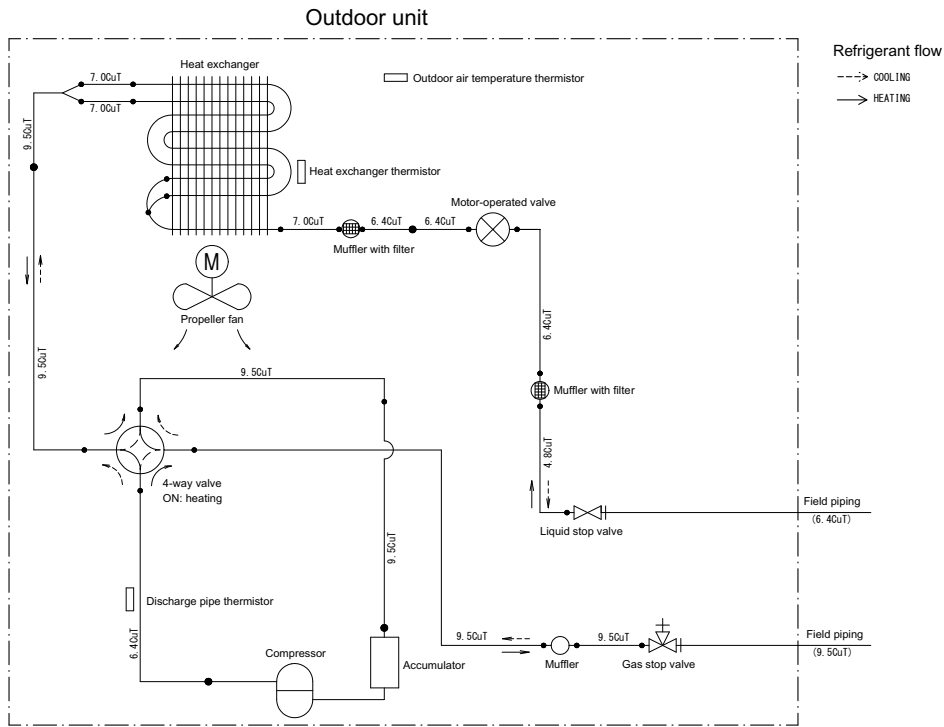 Outdoor unit
Refrigerant flow
COOLING
HEATING
Heat exchanger
Outdoor air temperature thermistor
7.0CuT
7.0CuT
9.5CuT
Heat exchanger thermistor
Motor-operated valve
7.0CuT
6.4CuT
6.4CuT
Muffler with filter
M
Propeller fan
6.4CuT
9.5CuT
9.5CuT
Muffler with filter
4.8CuT
4-way valve
ON: heating
Field piping
(6.4CuT)
Liquid stop valve
9.5CuT
Discharge pipe thermistor
6.4CuT
9.5CuT
9.5CuT
Field piping
(9.5CuT)
Compressor
Accumulator
Muffler
Gas stop valve